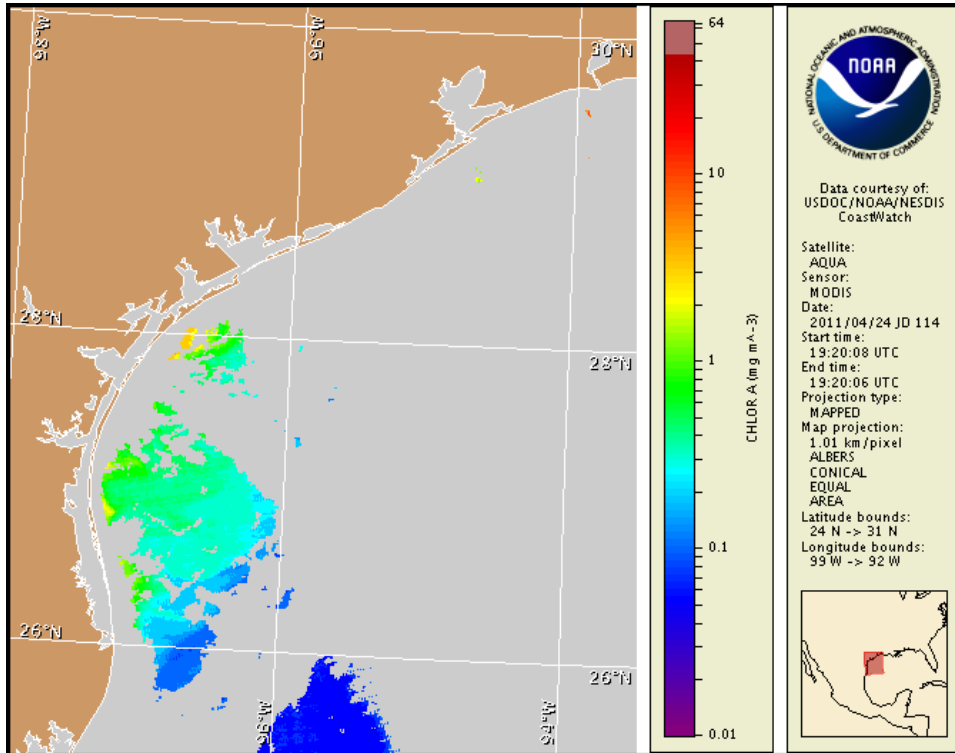 98°W
96°W
30°N
28°N
28°N
26°N
26°N
96°W
94°W
64
10
1
0.1
0.01
CHLOR A (mg m^-3)
NATIONAL OCEANIC AND ATMOSPHERIC ADMINISTRATION
NOAA
U.S. DEPARTMENT OF COMMERCE
Data courtesy of:
USDOC/NOAA/NESDIS
CoastWatch
Satellite:
AQUA
Sensor:
MODIS
Date:
2011/04/24 JD 114
Start time:
19:20:08 UTC
End time:
19:20:06 UTC
Projection type:
MAPPED
Map projection:
1.01 km/pixel
ALBERS
CONICAL
EQUAL
AREA
Latitude bounds:
24 N -> 31 N
Longitude bounds:
99 W -> 92 W